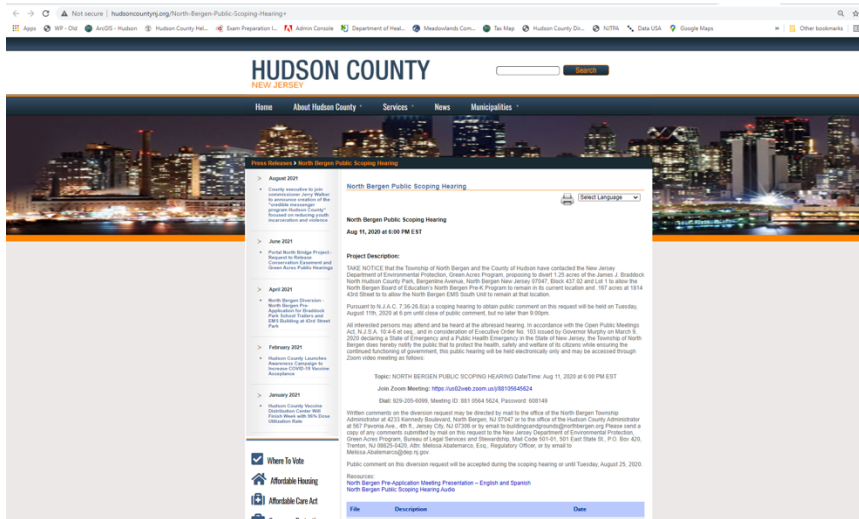 Not secure | hudsoncountynj.org/North-Bergen-Public-Scoping-Hearing+
Apps WP - Old ArcGIS - Hudson Hudson County Hel... Exam Preparation I... Admin Console Department of Heal... Meadowlands Com... Tax Map Hudson County Div... NJTPA Data USA Google Maps » Other bookmarks
HUDSON COUNTY
NEW JERSEY
Search
Home About Hudson County Services News Municipalities
Press Releases > North Bergen Public Scoping Hearing
> August 2021
County executive to join
commissioner Jerry Walker
to announce creation of the
"credible messenger
program Hudson County"
focused on reducing youth
incarceration and violence
> June 2021
Portal North Bridge Project -
Request to Release
Conservation Easement and
Green Acres Public Hearings
> April 2021
North Bergen Diversion -
North Bergen Pre-
Application for Braddock
Park School Trailers and
EMS Building at 43rd Street
Park
> February 2021
Hudson County Launches
Awareness Campaign to
Increase COVID-19 Vaccine
Acceptance
> January 2021
Hudson County Vaccine
Distribution Center Will
Finish Week with 96% Dose
Utilization Rate
Where To Vote
Affordable Housing
Affordable Care Act
North Bergen Public Scoping Hearing
Select Language
North Bergen Public Scoping Hearing
Aug 11, 2020 at 6:00 PM EST
Project Description:
TAKE NOTICE that the Township of North Bergen and the County of Hudson have contacted the New Jersey
Department of Environmental Protection, Green Acres Program, proposing to divert 1.25 acres of the James J. Braddock
North Hudson County Park, Bergenline Avenue, North Bergen New Jersey 07047, Block 437.02 and Lot 1 to allow the
North Bergen Board of Education's North Bergen Pre-K Program to remain in its current location and .167 acres at 1814
43rd Street to to allow the North Bergen EMS South Unit to remain at that location.
Pursuant to N.J.A.C. 7:36-26.8(a) a scoping hearing to obtain public comment on this request will be held on Tuesday,
August 11th, 2020 at 6 pm until close of public comment, but no later than 9:00pm.
All interested persons may attend and be heard at the aforesaid hearing. In accordance with the Open Public Meetings
Act, N.J.S.A. 10:4-6 et seq., and in consideration of Executive Order No. 103 issued by Governor Murphy on March 9,
2020 declaring a State of Emergency and a Public Health Emergency in the State of New Jersey, the Township of North
Bergen does hereby notify the public that to protect the health, safety and welfare of its citizens while ensuring the
continued functioning of government, this public hearing will be held electronically only and may be accessed through
Zoom video meeting as follows:
Topic: NORTH BERGEN PUBLIC SCOPING HEARING Date/Time: Aug 11, 2020 at 6:00 PM EST
Join Zoom Meeting: https://us02web.zoom.us/j/88105645624
Dial: 929-205-6099, Meeting ID: 881 0564 5624, Password: 608149
Written comments on the diversion request may be directed by mail to the office of the North Bergen Township
Administrator at 4233 Kennedy Boulevard, North Bergen, NJ 07047 or to the office of the Hudson County Administrator
at 567 Pavonia Ave., 4th fl., Jersey City, NJ 07306 or by email to buildingsandgrounds@northbergen.org Please send a
copy of any comments submitted by mail on this request to the New Jersey Department of Environmental Protection,
Green Acres Program, Bureau of Legal Services and Stewardship, Mail Code 501-01, 501 East State St., P.O. Box 420,
Trenton, NJ 08625-0420, Attn: Melissa Abatemarco, Esq., Regulatory Officer, or by email to
Melissa.Abatemarco@dep.nj.gov.
Public comment on this diversion request will be accepted during the scoping hearing or until Tuesday, August 25, 2020.
Resources:
North Bergen Pre-Application Meeting Presentation – English and Spanish
North Bergen Public Scoping Hearing Audio
File Description Date